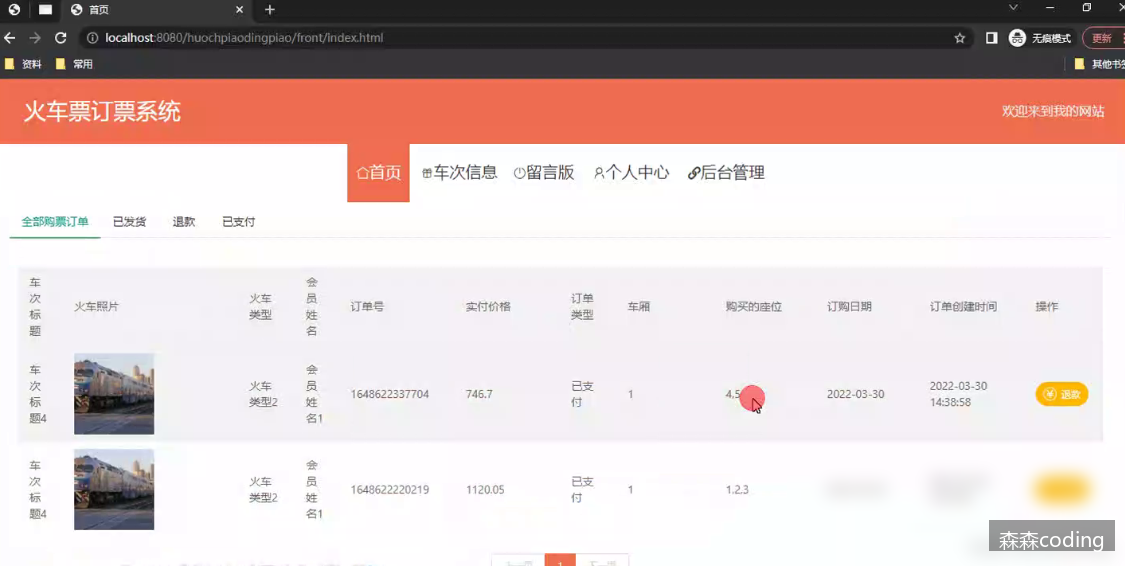 首页
localhost:8080/huochpiaodingpiao/front/index.html
无痕模式
更新
资料
常用
其他书签
火车票订票系统
欢迎来到我的网站
首页
车次信息
留言版
个人中心
后台管理
全部购票订单
已发货
退款
已支付
车次标题
火车照片
火车类型
会员姓名
订单号
实付价格
订单类型
车厢
购买的座位
订购日期
订单创建时间
操作
车次标题4
火车类型2
会员姓名1
1648622337704
746.7
已支付
1
2022-03-30
2022-03-30 14:38:58
退款
车次标题4
火车类型2
会员姓名1
1648622220219
1120.05
已支付
1
1.2.3
1
森森coding